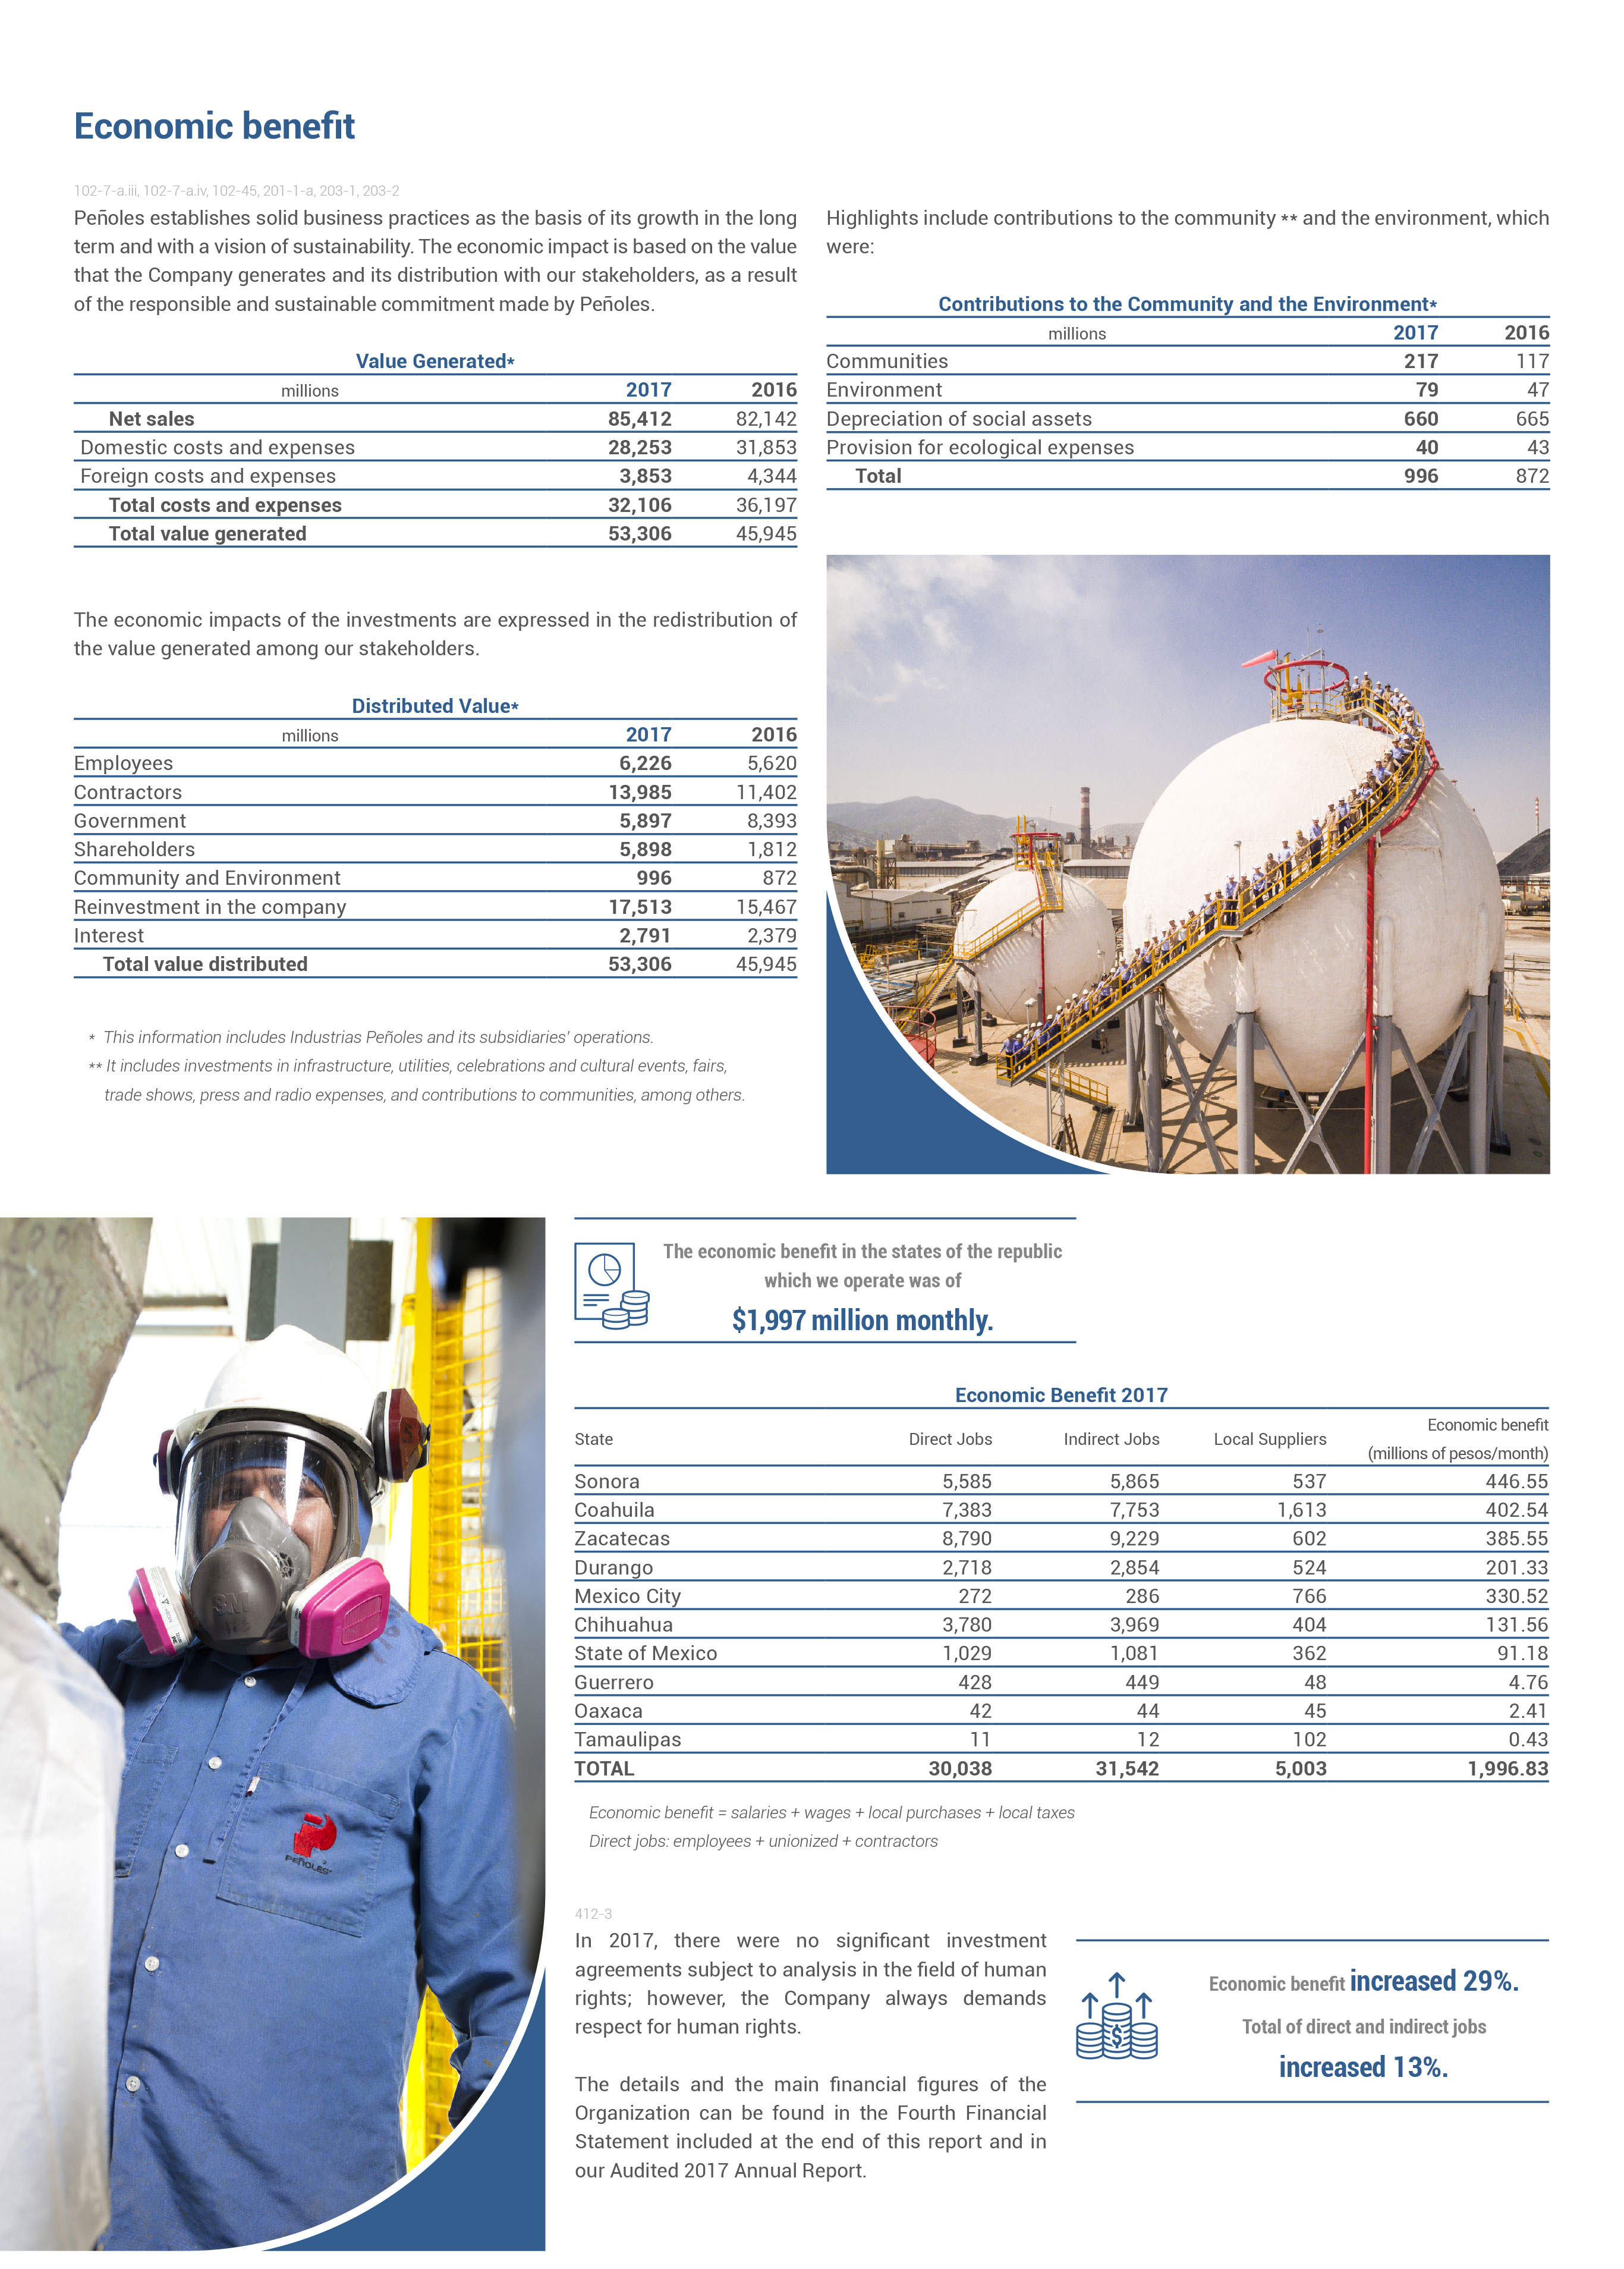 Economic benefit
102-7-a.iii, 102-7-a.iv, 102-45, 201-1-a, 203-1, 203-2
Peñoles establishes solid business practices as the basis of its growth in the long
term and with a vision of sustainability. The economic impact is based on the value
that the Company generates and its distribution with our stakeholders, as a result
of the responsible and sustainable commitment made by Peñoles.
Value Generated*
millions 2017 2016
Net sales 85,412 82,142
Domestic costs and expenses 28,253 31,853
Foreign costs and expenses 3,853 4,344
Total costs and expenses 32,106 36,197
Total value generated 53,306 45,945
The economic impacts of the investments are expressed in the redistribution of
the value generated among our stakeholders.
Distributed Value*
millions 2017 2016
Employees 6,226 5,620
Contractors 13,985 11,402
Government 5,897 8,393
Shareholders 5,898 1,812
Community and Environment 996 872
Reinvestment in the company 17,513 15,467
Interest 2,791 2,379
Total value distributed 53,306 45,945
* This information includes Industrias Peñoles and its subsidiaries' operations.
** It includes investments in infrastructure, utilities, celebrations and cultural events, fairs,
trade shows, press and radio expenses, and contributions to communities, among others.
Highlights include contributions to the community ** and the environment, which
were:
Contributions to the Community and the Environment*
millions 2017 2016
Communities 217 117
Environment 79 47
Depreciation of social assets 660 665
Provision for ecological expenses 40 43
Total 996 872
The economic benefit in the states of the republic
which we operate was of
$1,997 million monthly.
Economic Benefit 2017
State Direct Jobs Indirect Jobs Local Suppliers Economic benefit
(millions of pesos/month)
Sonora 5,585 5,865 537 446.55
Coahuila 7,383 7,753 1,613 402.54
Zacatecas 8,790 9,229 602 385.55
Durango 2,718 2,854 524 201.33
Mexico City 272 286 766 330.52
Chihuahua 3,780 3,969 404 131.56
State of Mexico 1,029 1,081 362 91.18
Guerrero 428 449 48 4.76
Oaxaca 42 44 45 2.41
Tamaulipas 11 12 102 0.43
TOTAL 30,038 31,542 5,003 1,996.83
Economic benefit = salaries + wages + local purchases + local taxes
Direct jobs: employees + unionized + contractors
3M
PEÑOLES
412-3
In 2017, there were no significant investment
agreements subject to analysis in the field of human
rights; however, the Company always demands
respect for human rights.
The details and the main financial figures of the
Organization can be found in the Fourth Financial
Statement included at the end of this report and in
our Audited 2017 Annual Report.
$
Economic benefit increased 29%.
Total of direct and indirect jobs
increased 13%.